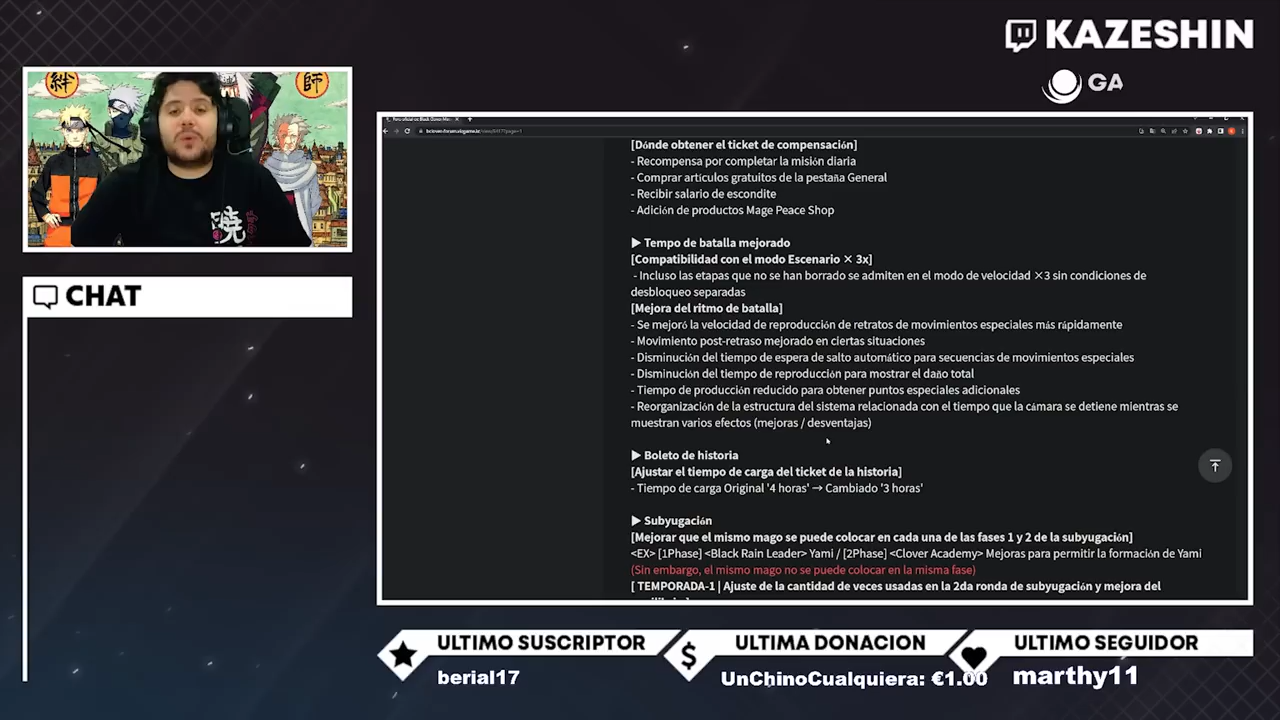 KAZESHIN
GA
絆
師
暁
CHAT
[Dónde obtener el ticket de compensación]
- Recompensa por completar la misión diaria
- Comprar artículos gratuitos de la pestaña General
- Recibir salario de escondite
- Adición de productos Mage Peace Shop
▶ Tempo de batalla mejorado
[Compatibilidad con el modo Escenario × 3x]
- Incluso las etapas que no se han borrado se admiten en el modo de velocidad ×3 sin condiciones de
desbloqueo separadas
[Mejora del ritmo de batalla]
- Se mejoró la velocidad de reproducción de retratos de movimientos especiales más rápidamente
- Movimiento post-retraso mejorado en ciertas situaciones
- Disminución del tiempo de espera de salto automático para secuencias de movimientos especiales
- Disminución del tiempo de reproducción para mostrar el daño total
- Tiempo de producción reducido para obtener puntos especiales adicionales
- Reorganización de la estructura del sistema relacionada con el tiempo que la cámara se detiene mientras se
muestran varios efectos (mejoras / desventajas)
▶ Boleto de historia
[Ajustar el tiempo de carga del ticket de la historia]
- Tiempo de carga Original '4 horas' → Cambiado '3 horas'
▶ Subyugación
[Mejorar que el mismo mago se puede colocar en cada una de las fases 1 y 2 de la subyugación]
<EX> [1Phase] <Black Rain Leader> Yami / [2Phase] <Clover Academy> Mejoras para permitir la formación de Yami
(Sin embargo, el mismo mago no se puede colocar en la misma fase)
[ TEMPORADA-1 | Ajuste de la cantidad de veces usadas en la 2da ronda de subyugación y mejora del
ULTIMO SUSCRIPTOR
berial17
ULTIMA DONACION
UnChinoCualquiera: €1.00
ULTIMO SEGUIDOR
marthy11